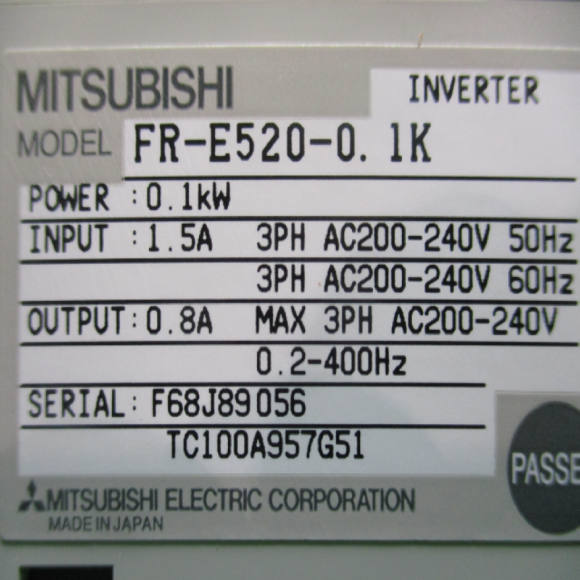 MITSUBISHI INVERTER
MODEL FR-E520-0.1K
POWER : 0.1kW
INPUT : 1.5A 3PH AC200-240V 50Hz
3PH AC200-240V 60Hz
OUTPUT: 0.8A MAX 3PH AC200-240V
0.2-400Hz
SERIAL: F68J89056
TC100A957G51
PASSE
MITSUBISHI ELECTRIC CORPORATION
MADE IN JAPAN